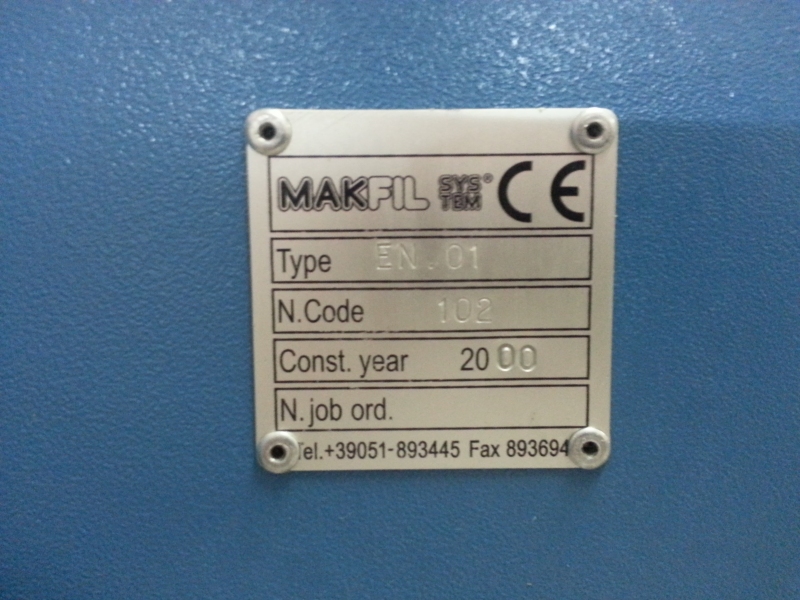 MAKFIL SYSTEM® CE
Type EN.01
N.Code 102
Const. year 2000
N. job ord.
Tel.+39051-893445 Fax 893694